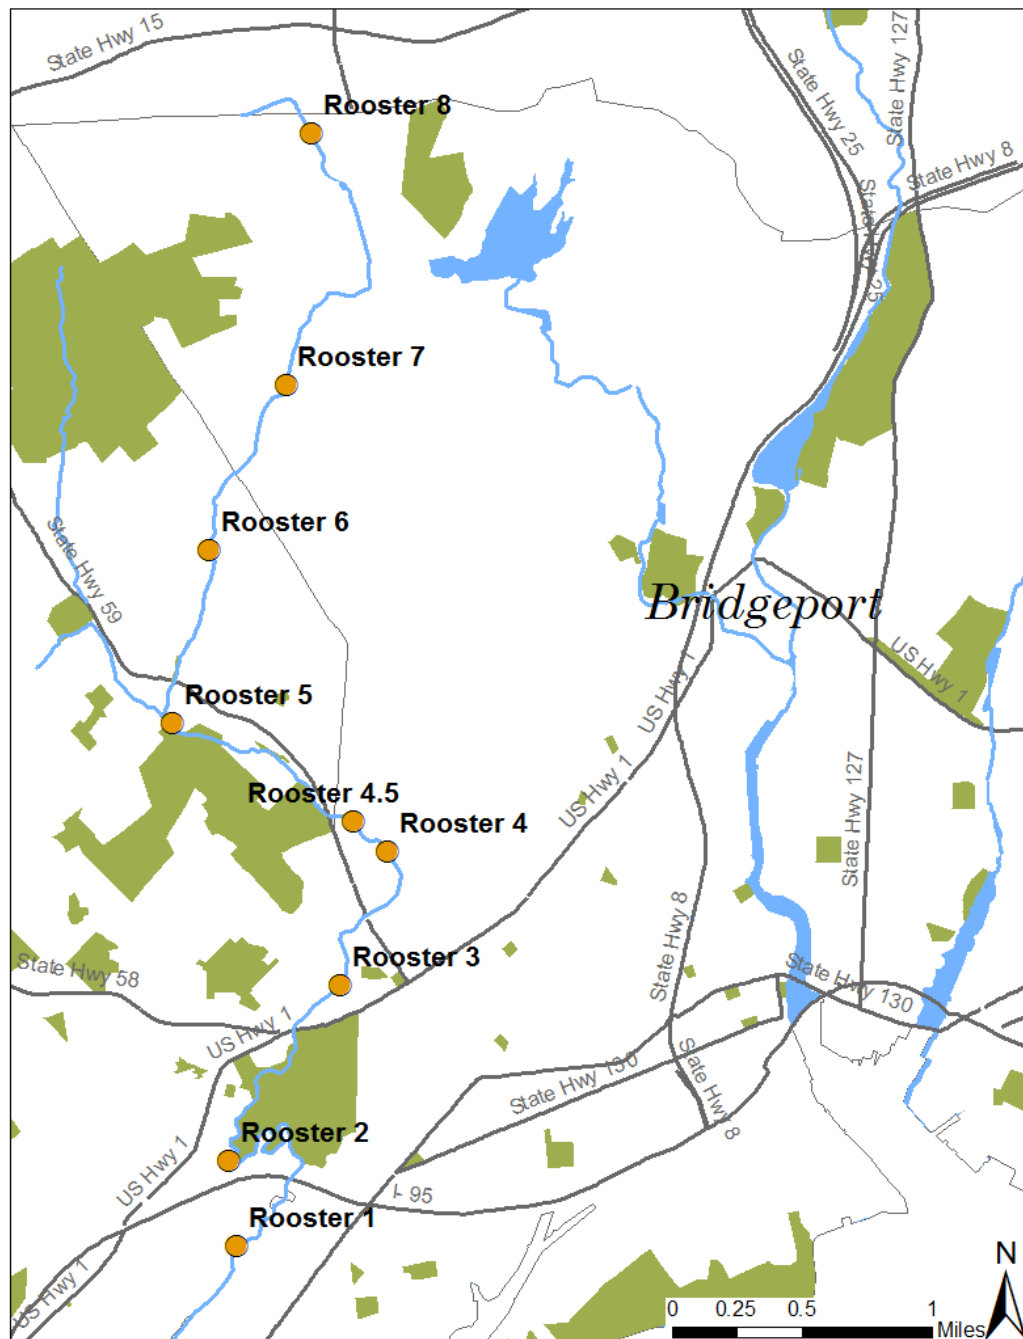 State Hwy 15
State Hwy 127
State Hwy 25
Rooster 8
State Hwy 8
State Hwy 25
Rooster 7
Rooster 6
State Hwy 59
Bridgeport
US Hwy 1
US Hwy 1
Rooster 5
US Hwy 1
State Hwy 127
Rooster 4.5
Rooster 4
State Hwy 8
Rooster 3
State Hwy 58
State Hwy 130
US Hwy 1
State Hwy 130
State Hwy 8
Rooster 2
US Hwy 1
I- 95
Rooster 1
US Hwy 1
N
0 0.25 0.5 1
Miles